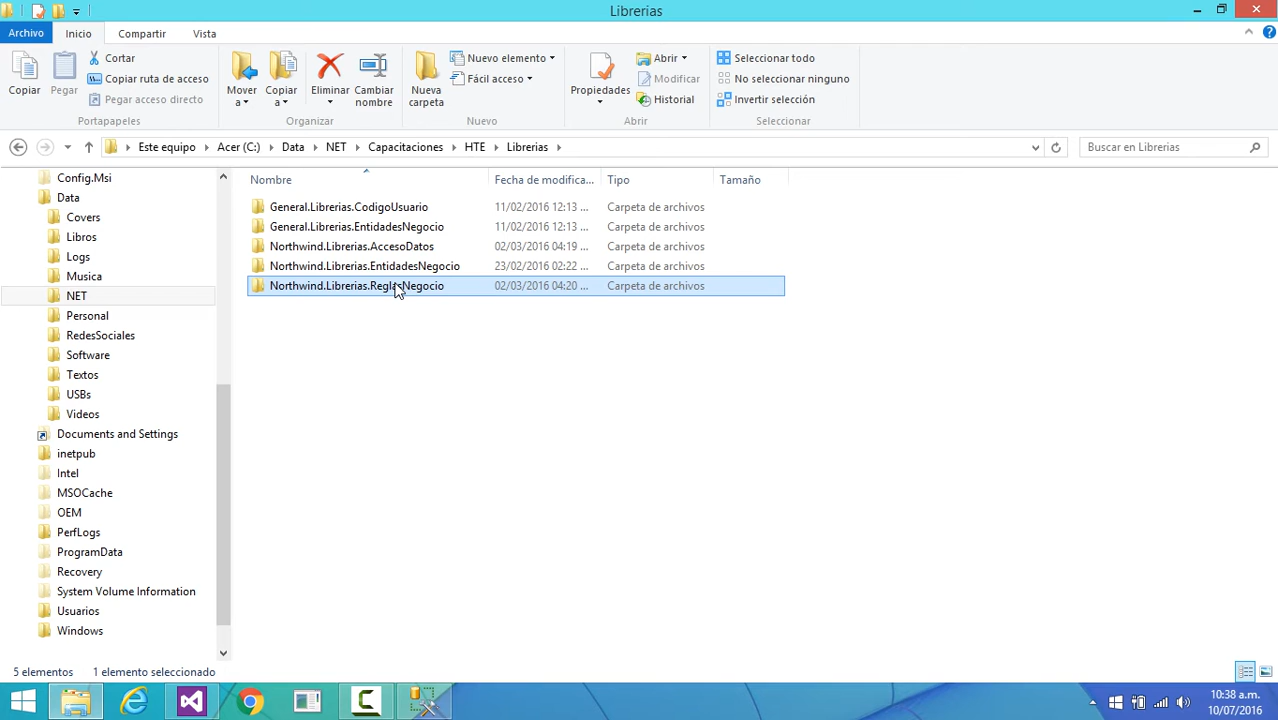 Librerias
Archivo Inicio Compartir Vista
Copiar
Pegar
Cortar
Copiar ruta de acceso
Pegar acceso directo
Portapapeles
Mover a
Copiar a
Eliminar
Cambiar nombre
Organizar
Nueva carpeta
Nuevo elemento
Fácil acceso
Nuevo
Propiedades
Abrir
Modificar
Historial
Abrir
Seleccionar todo
No seleccionar ninguno
Invertir selección
Seleccionar
Este equipo Acer (C:) Data NET Capacitaciones HTE Librerias
Buscar en Librerias
Config.Msi
Data
Covers
Libros
Logs
Musica
NET
Personal
RedesSociales
Software
Textos
USBs
Videos
Documents and Settings
inetpub
Intel
MSOCache
OEM
PerfLogs
ProgramData
Recovery
System Volume Information
Usuarios
Windows
Nombre Fecha de modifica... Tipo Tamaño
General.Librerias.CodigoUsuario 11/02/2016 12:13 ... Carpeta de archivos
General.Librerias.EntidadesNegocio 11/02/2016 12:13 ... Carpeta de archivos
Northwind.Librerias.AccesoDatos 02/03/2016 04:19 ... Carpeta de archivos
Northwind.Librerias.EntidadesNegocio 23/02/2016 02:22 ... Carpeta de archivos
Northwind.Librerias.ReglasNegocio 02/03/2016 04:20 ... Carpeta de archivos
5 elementos 1 elemento seleccionado
10:38 a.m.
10/07/2016